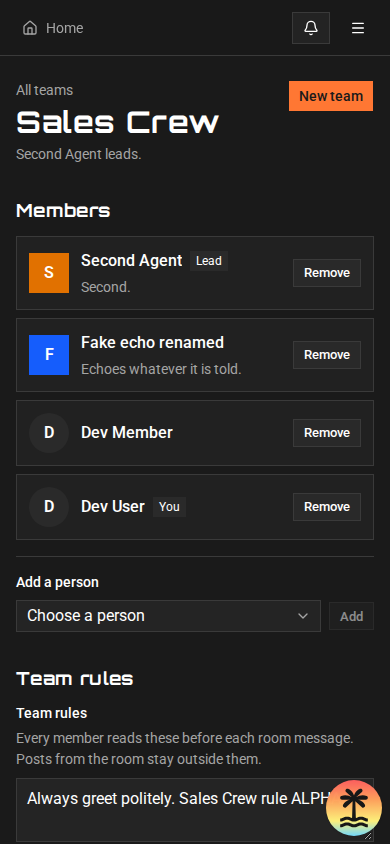 Home
All teams
New team
Sales Crew
Second Agent leads.
Members
S
Second Agent Lead
Second.
Remove
F
Fake echo renamed
Echoes whatever it is told.
Remove
D
Dev Member
Remove
D
Dev User You
Remove
Add a person
Choose a person
Add
Team rules
Team rules
Every member reads these before each room message.
Posts from the room stay outside them.
Always greet politely. Sales Crew rule